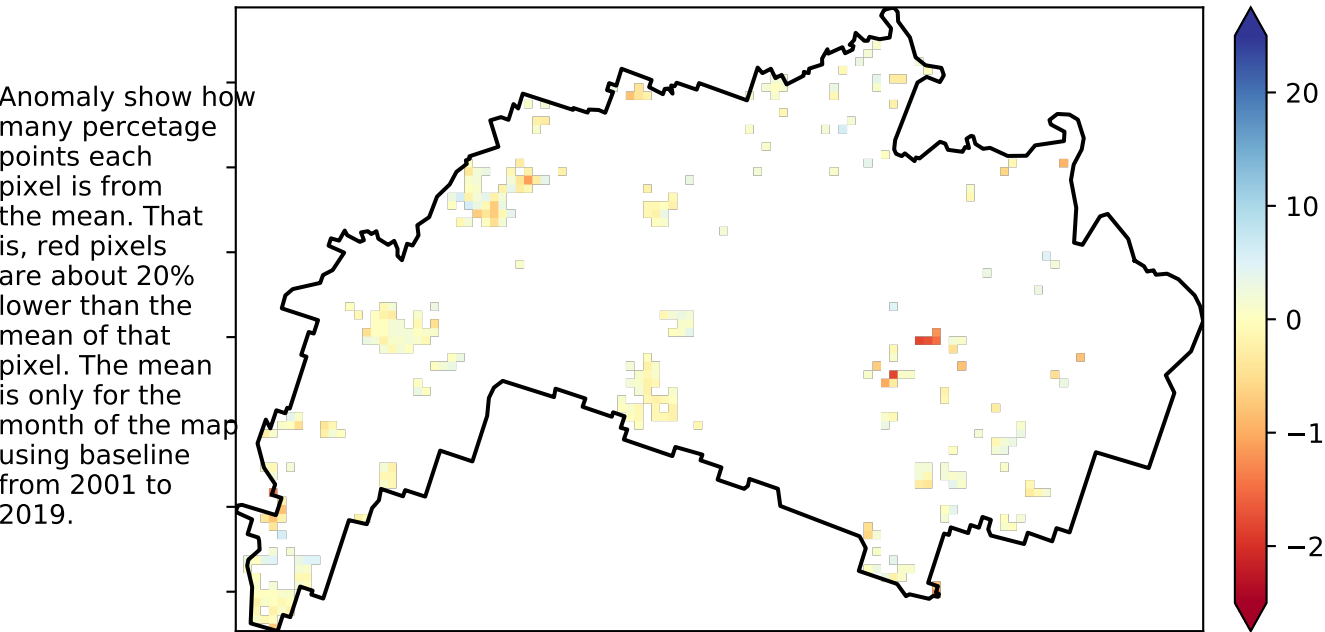 Anomaly show how
many percetage
points each
pixel is from
the mean. That
is, red pixels
are about 20%
lower than the
mean of that
pixel. The mean
is only for the
month of the map
using baseline
from 2001 to
2019.
20
10
0
−1
−2